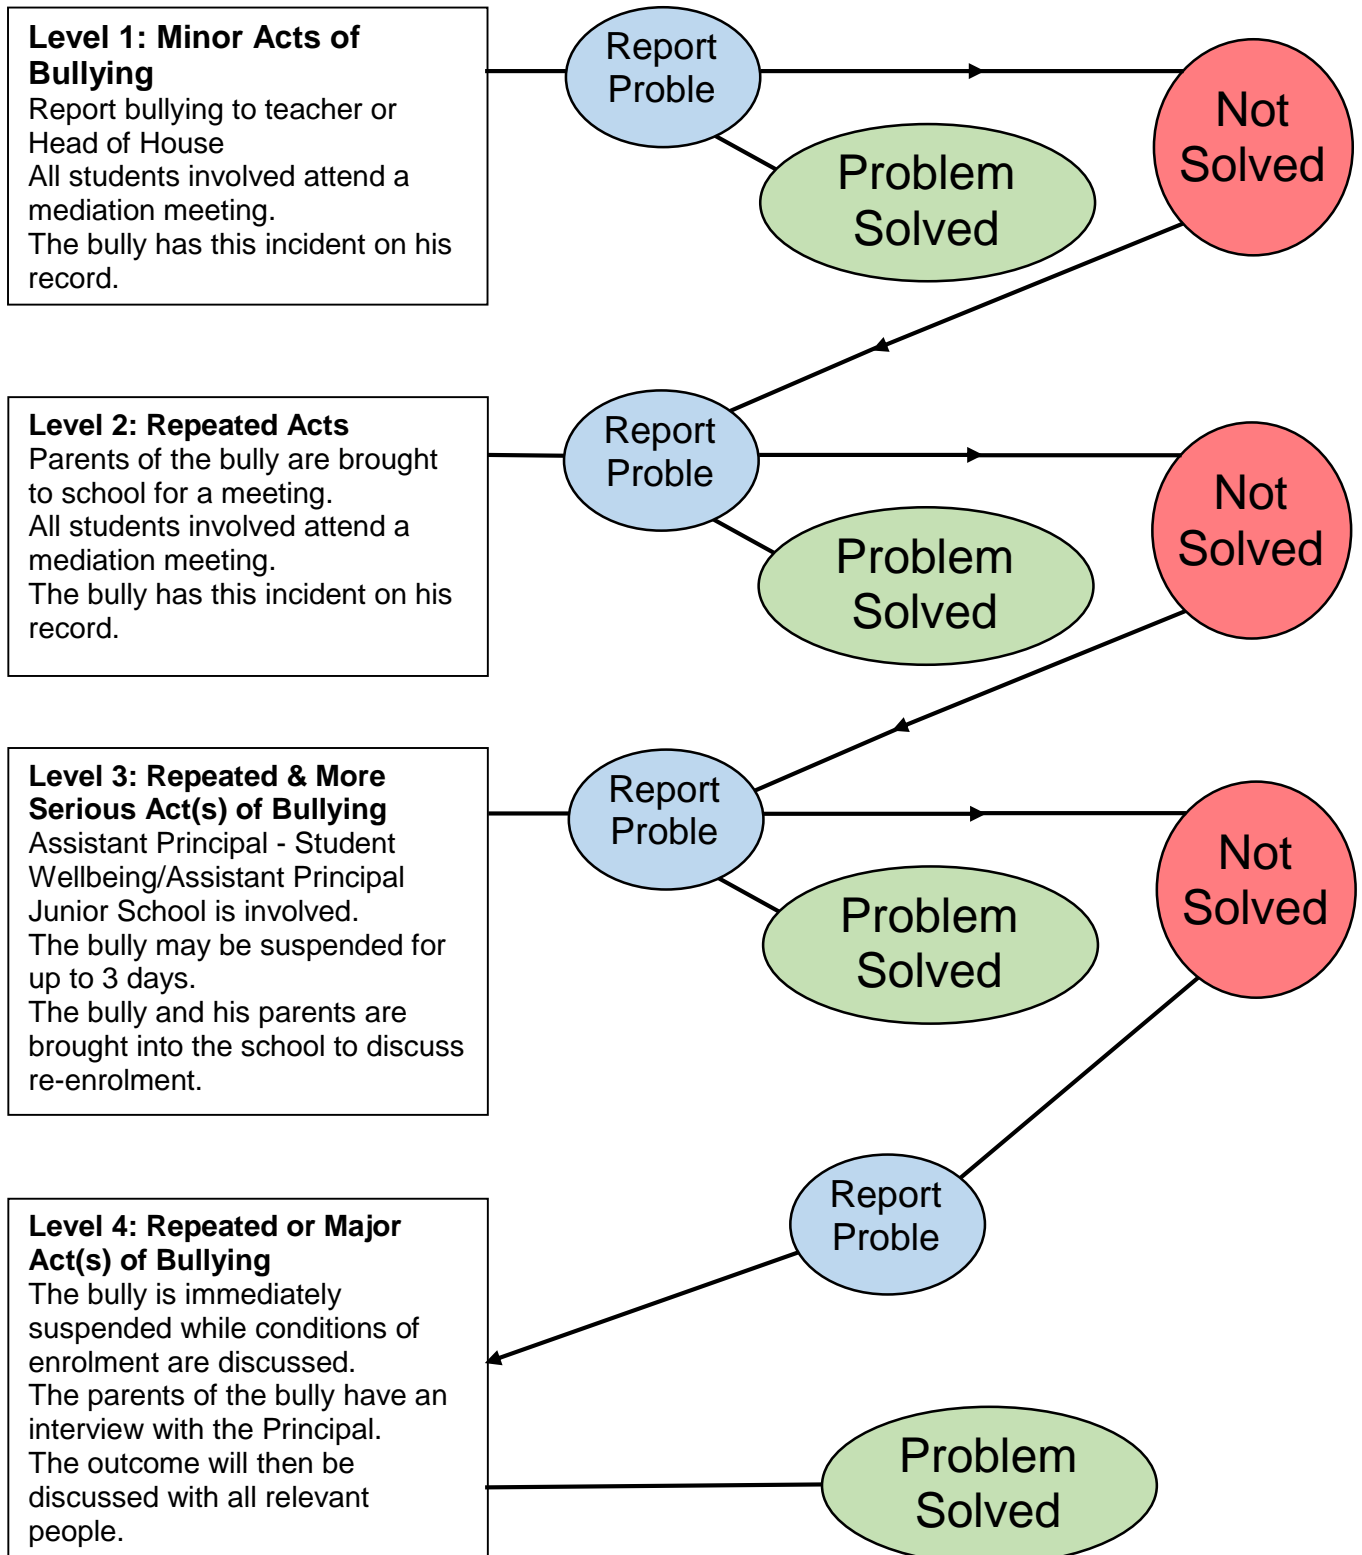 Level 1: Minor Acts of
Bullying
Report bullying to teacher or
Head of House
All students involved attend a
mediation meeting.
The bully has this incident on his
record.
Report
Proble
Problem
Solved
Not
Solved
Level 2: Repeated Acts
Parents of the bully are brought
to school for a meeting.
All students involved attend a
mediation meeting.
The bully has this incident on his
record.
Report
Proble
Problem
Solved
Not
Solved
Level 3: Repeated & More
Serious Act(s) of Bullying
Assistant Principal - Student
Wellbeing/Assistant Principal
Junior School is involved.
The bully may be suspended for
up to 3 days.
The bully and his parents are
brought into the school to discuss
re-enrolment.
Report
Proble
Problem
Solved
Not
Solved
Level 4: Repeated or Major
Act(s) of Bullying
The bully is immediately
suspended while conditions of
enrolment are discussed.
The parents of the bully have an
interview with the Principal.
The outcome will then be
discussed with all relevant
people.
Report
Proble
Problem
Solved